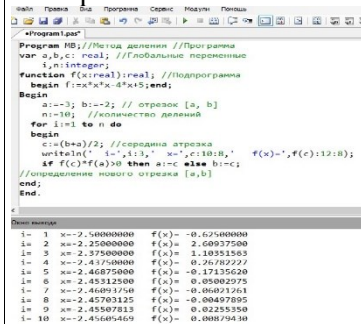 Файл Правка Вид Программа Сервис Модули Помощь
•Program1.pas*
Program MB;//Метод деления //Программа
var a,b,c: real; //Глобальные переменные
i,n:integer;
function f(x:real):real; //Подпрограмма
begin f:=x*x*x-4*x+5;end;
Begin
a:=-3; b:=-2; // отрезок [a, b]
n:=10; //количество делений
for i:=1 to n do
begin
c:=(b+a)/2; //середина отрезка
writeln(' i=',i:3,' x=',c:10:8,' f(x)=',f(c):12:8);
if f(c)*f(a)>0 then a:=c else b:=c;
//определение нового отрезка [a,b]
end;
End.
Окно вывода
i= 1 x=-2.50000000 f(x)= -0.62500000
i= 2 x=-2.25000000 f(x)= 2.60937500
i= 3 x=-2.37500000 f(x)= 1.10351563
i= 4 x=-2.43750000 f(x)= 0.26782227
i= 5 x=-2.46875000 f(x)= -0.17135620
i= 6 x=-2.45312500 f(x)= 0.05002975
i= 7 x=-2.46093750 f(x)= -0.06021261
i= 8 x=-2.45703125 f(x)= -0.00497895
i= 9 x=-2.45507813 f(x)= 0.02255350
i= 10 x=-2.45605469 f(x)= 0.00879430